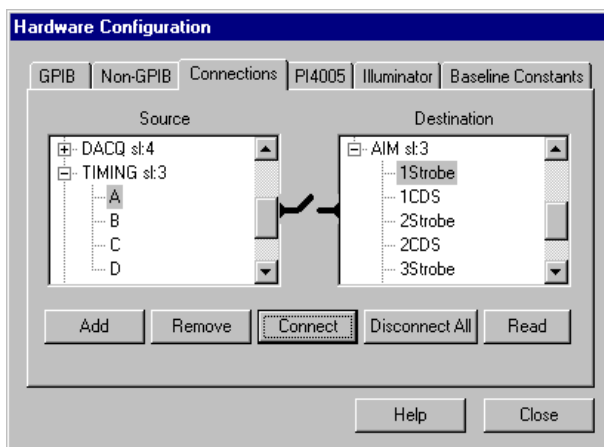 Hardware Configuration
GPIB Non-GPIB Connections PI4005 Illuminator Baseline Constants
Source
DACQ sl:4
TIMING sl:3
A
B
C
D
Destination
AIM sl:3
1Strobe
1CDS
2Strobe
2CDS
3Strobe
Add Remove Connect Disconnect All Read
Help Close